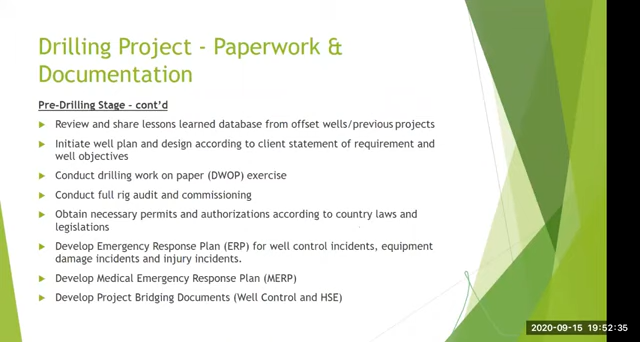 Drilling Project - Paperwork &
Documentation
Pre-Drilling Stage - cont'd
Review and share lessons learned database from offset wells/previous projects
Initiate well plan and design according to client statement of requirement and
well objectives
Conduct drilling work on paper (DWOP) exercise
Conduct full rig audit and commissioning
Obtain necessary permits and authorizations according to country laws and
legislations
Develop Emergency Response Plan (ERP) for well control incidents, equipment
damage incidents and injury incidents.
Develop Medical Emergency Response Plan (MERP)
Develop Project Bridging Documents (Well Control and HSE)
2020-09-15 19:52:35